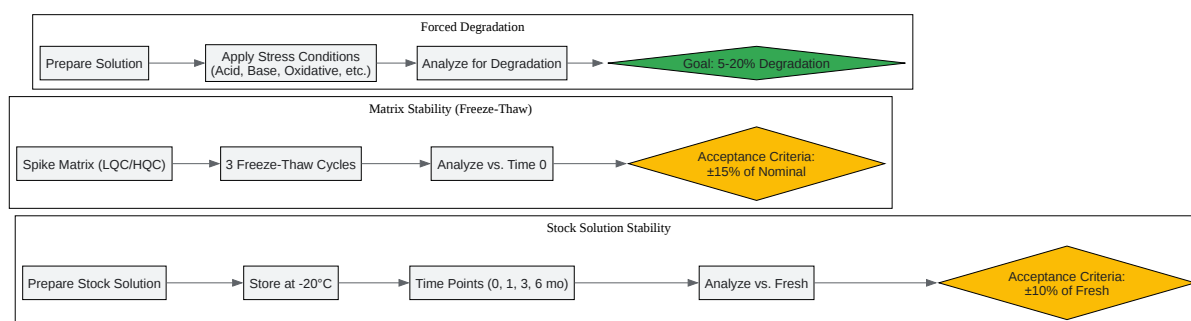 Forced Degradation
Prepare Solution
Apply Stress Conditions
(Acid, Base, Oxidative, etc.)
Analyze for Degradation
Goal: 5-20% Degradation
Matrix Stability (Freeze-Thaw)
Spike Matrix (LQC/HQC)
3 Freeze-Thaw Cycles
Analyze vs. Time 0
Acceptance Criteria:
±15% of Nominal
Stock Solution Stability
Prepare Stock Solution
Store at -20°C
Time Points (0, 1, 3, 6 mo)
Analyze vs. Fresh
Acceptance Criteria:
±10% of Fresh